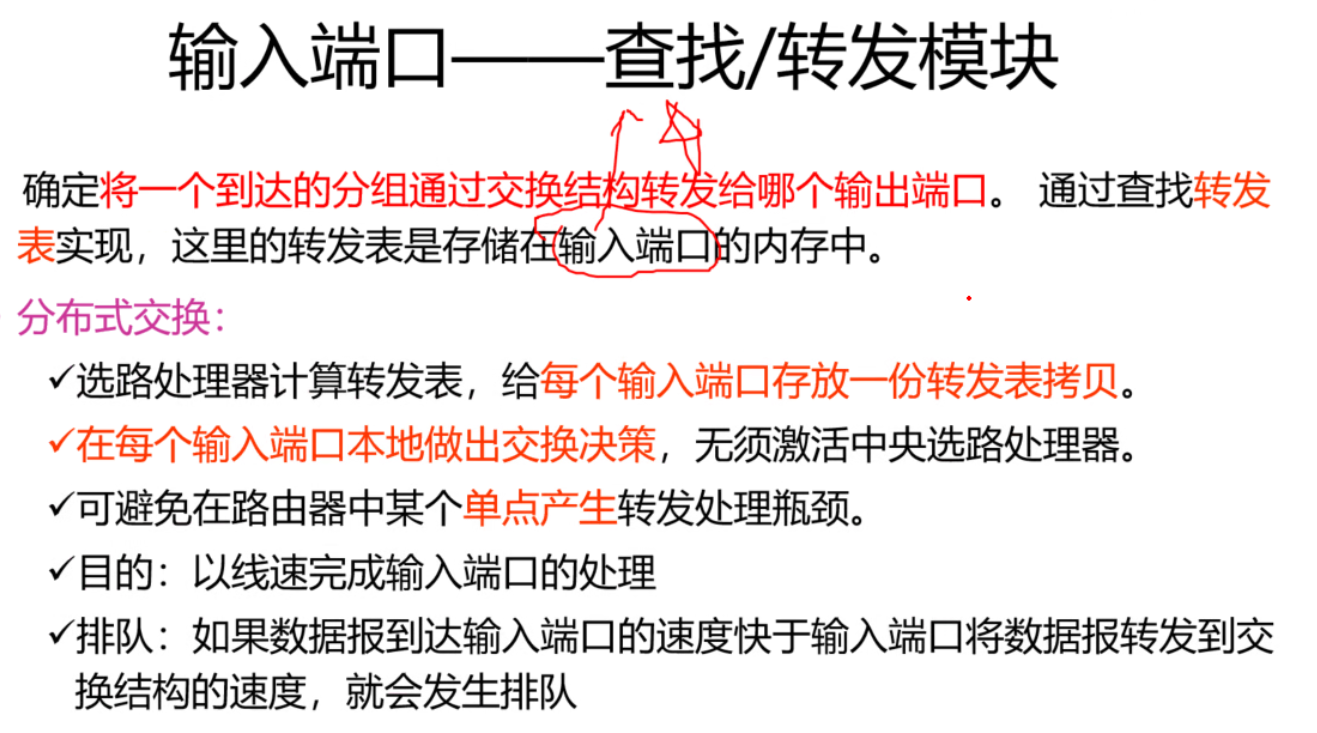 输入端口——查找/转发模块
确定将一个到达的分组通过交换结构转发给哪个输出端口。 通过查找转发
表实现，这里的转发表是存储在输入端口的内存中。
分布式交换：
✓选路处理器计算转发表，给每个输入端口存放一份转发表拷贝。
✓在每个输入端口本地做出交换决策，无须激活中央选路处理器。
✓可避免在路由器中某个单点产生转发处理瓶颈。
✓目的：以线速完成输入端口的处理
✓排队：如果数据报到达输入端口的速度快于输入端口将数据报转发到交
换结构的速度，就会发生排队